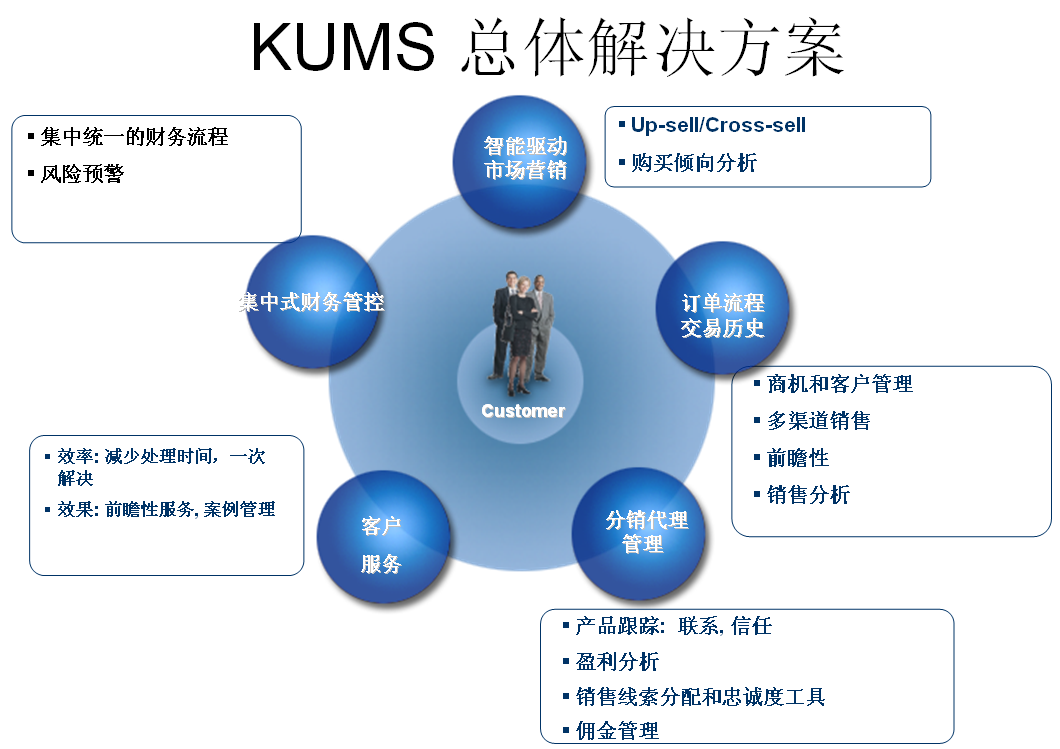 KUMS 总体解决方案
▪ 集中统一的财务流程
▪ 风险预警
智能驱动
市场营销
▪ Up-sell/Cross-sell
▪ 购买倾向分析
集中式财务管控
订单流程
交易历史
Customer
▪ 商机和客户管理
▪ 多渠道销售
▪ 前瞻性
▪ 销售分析
▪ 效率: 减少处理时间，一次
解决
▪ 效果: 前瞻性服务, 案例管理
客户
服务
分销代理
管理
▪ 产品跟踪: 联系, 信任
▪ 盈利分析
▪ 销售线索分配和忠诚度工具
▪ 佣金管理